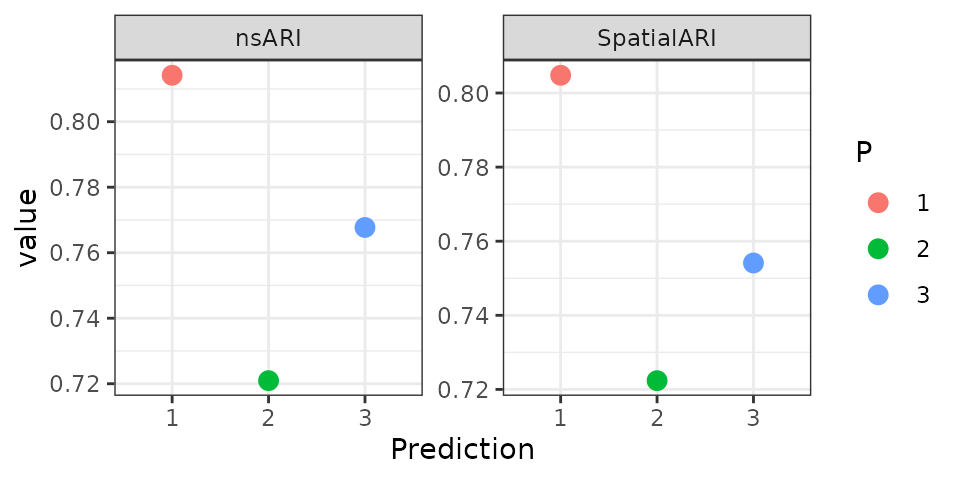 nsARI
SpatialARI
value
0.80
0.78
0.76
0.74
0.72
0.80
0.78
0.76
0.74
0.72
1 2 3
1 2 3
Prediction
P
1
2
3